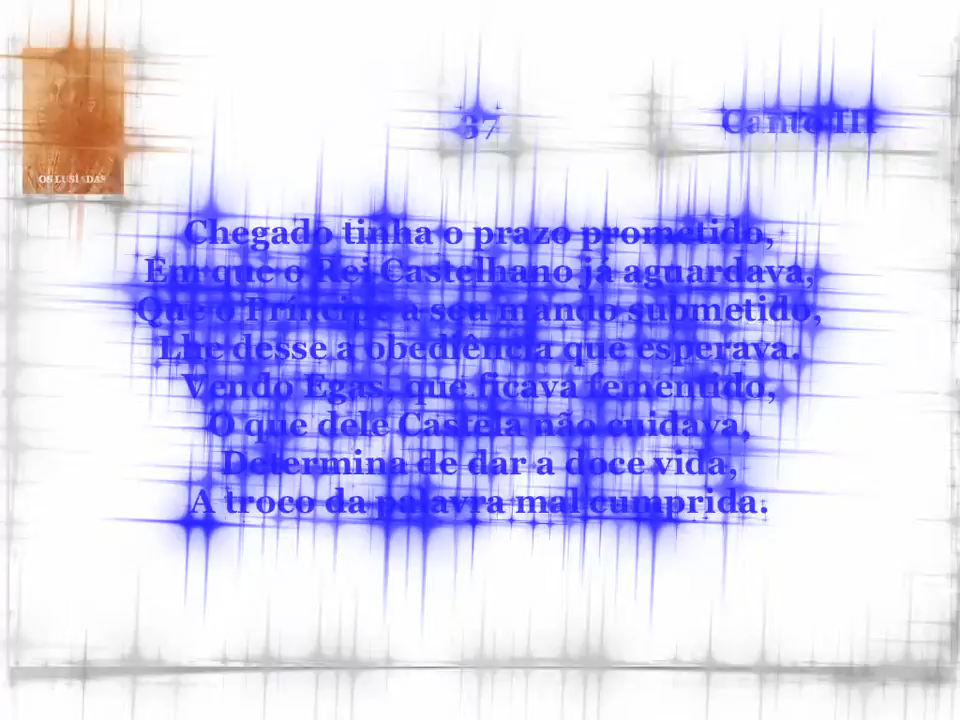 37
Canto III
OS LUSÍADAS
Chegado tinha o prazo prometido,
Em que o Rei Castelhano já aguardava,
Que o Príncipe a seu mando submetido,
Lhe desse a obediência que esperava.
Vendo Egas, que ficava fementido,
O que dele Castela não cuidava,
Determina de dar a doce vida,
A troco da palavra mal cumprida.